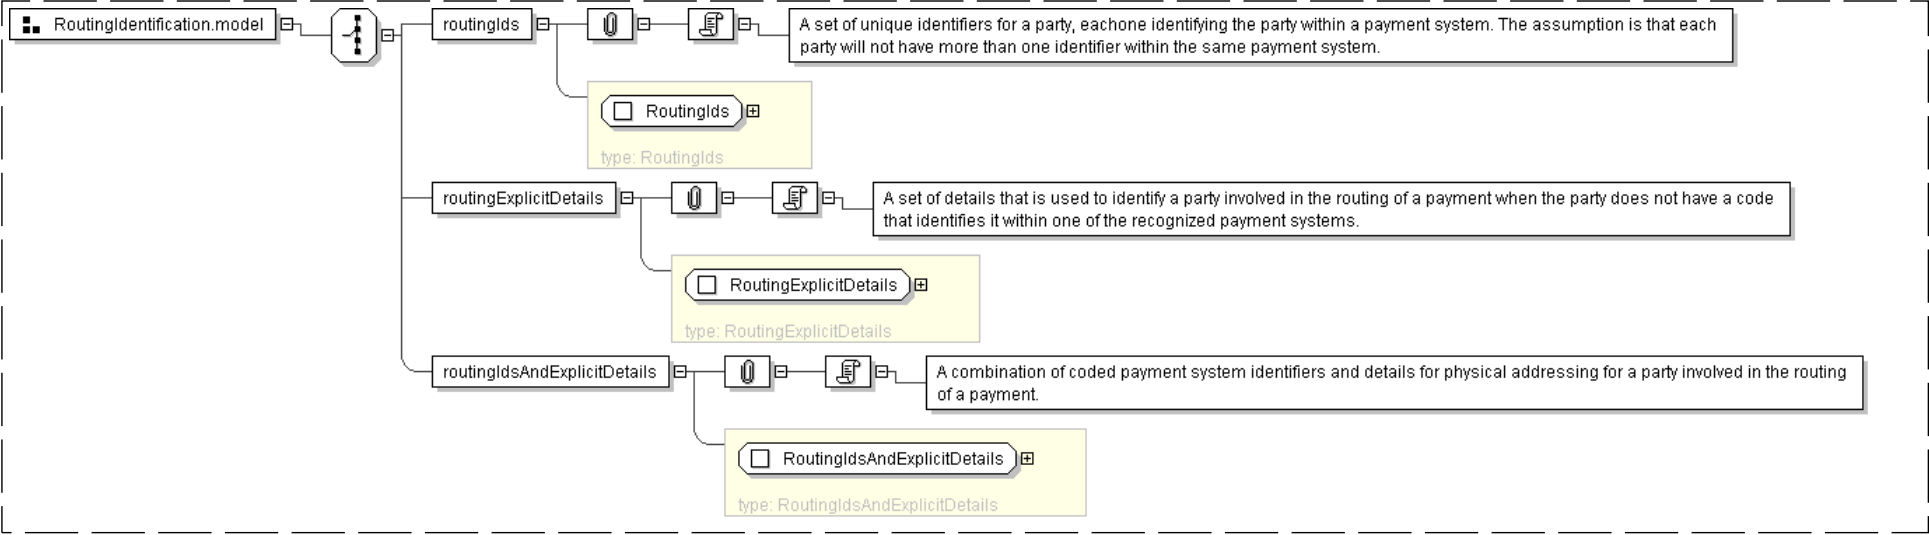 RoutingIdentification.model
routingIds
A set of unique identifiers for a party, eachone identifying the party within a payment system. The assumption is that each
party will not have more than one identifier within the same payment system.
RoutingIds
type: RoutingIds
routingExplicitDetails
A set of details that is used to identify a party involved in the routing of a payment when the party does not have a code
that identifies it within one of the recognized payment systems.
RoutingExplicitDetails
type: RoutingExplicitDetails
routingIdsAndExplicitDetails
A combination of coded payment system identifiers and details for physical addressing for a party involved in the routing
of a payment.
RoutingIdsAndExplicitDetails
type: RoutingIdsAndExplicitDetails